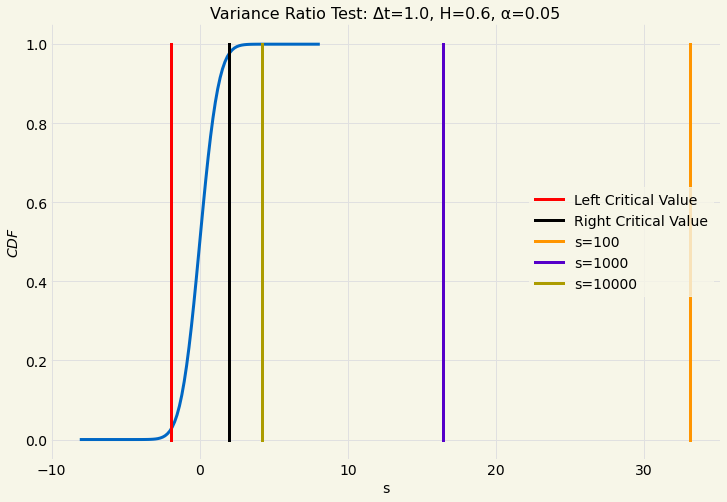 Variance Ratio Test: Δt=1.0, H=0.6, α=0.05
CDF
1.0
0.8
0.6
0.4
0.2
0.0
Left Critical Value
Right Critical Value
s=100
s=1000
s=10000
−10
0
10
20
30
s